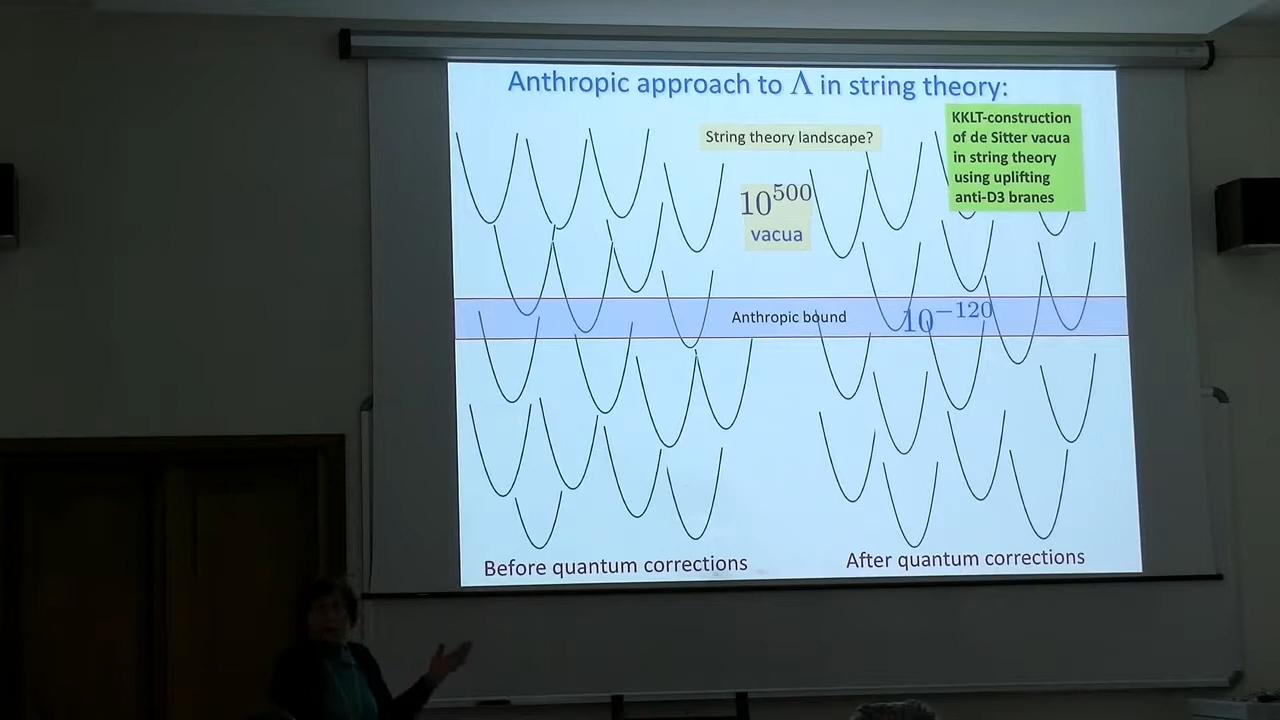 Anthropic approach to Λ in string theory:
String theory landscape?
KKLT-construction
of de Sitter vacua
in string theory
using uplifting
anti-D3 branes
10^500
vacua
Anthropic bound
10^-120
Before quantum corrections
After quantum corrections